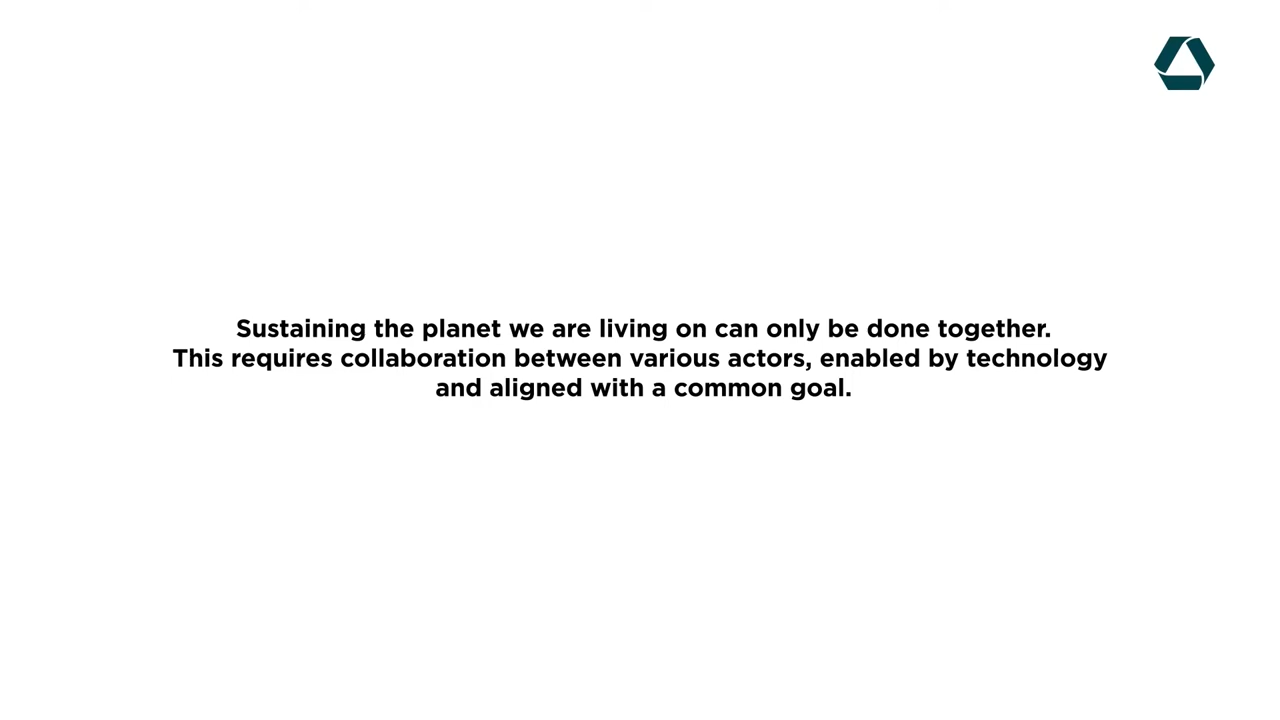 Sustaining the planet we are living on can only be done together.
This requires collaboration between various actors, enabled by technology
and aligned with a common goal.